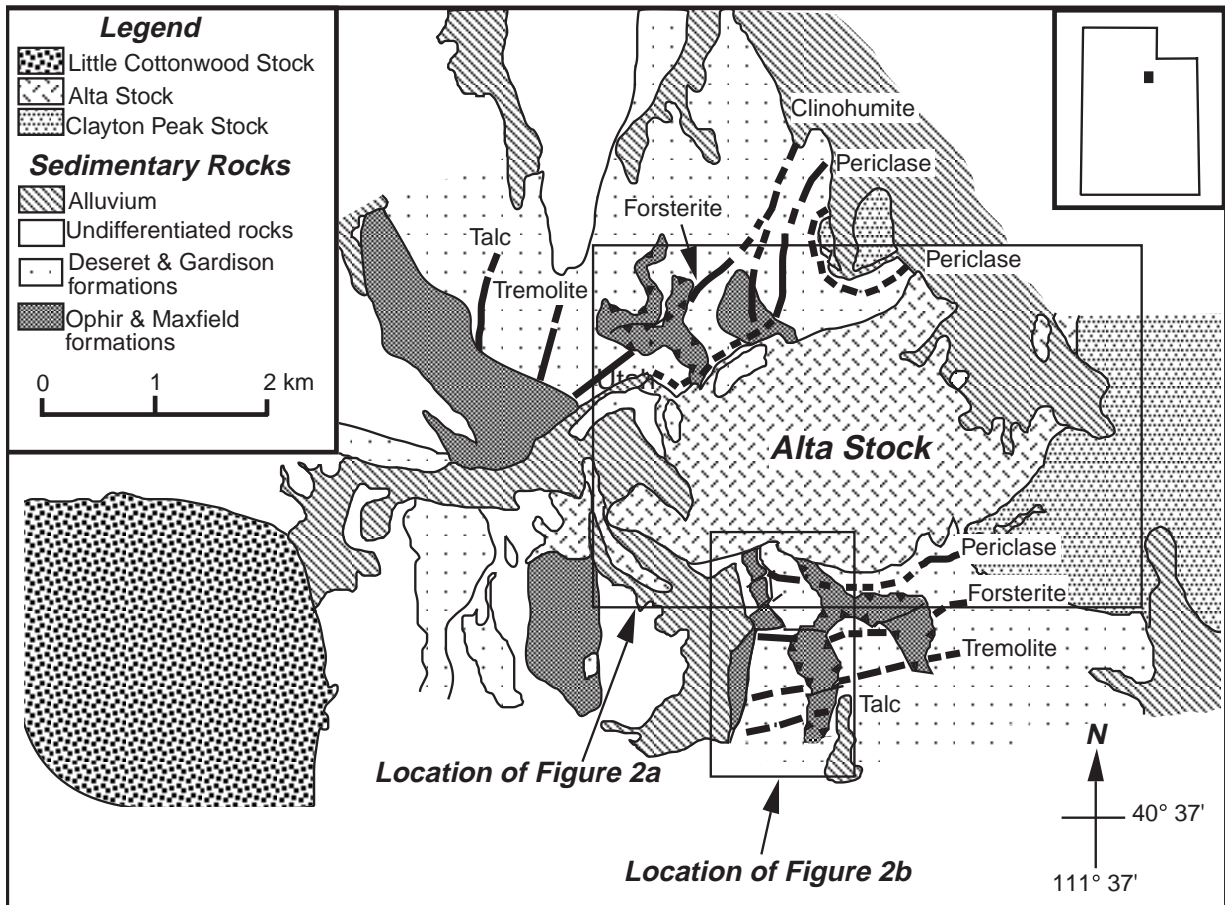 Legend
Little Cottonwood Stock
Alta Stock
Clayton Peak Stock
Sedimentary Rocks
Alluvium
Undifferentiated rocks
Deseret & Gardison
formations
Ophir & Maxfield
formations
0 1 2 km
Clinohumite
Periclase
Forsterite
Talc
Tremolite
Periclase
Utah
Alta Stock
Periclase
Forsterite
Tremolite
Talc
Location of Figure 2a
Location of Figure 2b
N
40° 37'
111° 37'